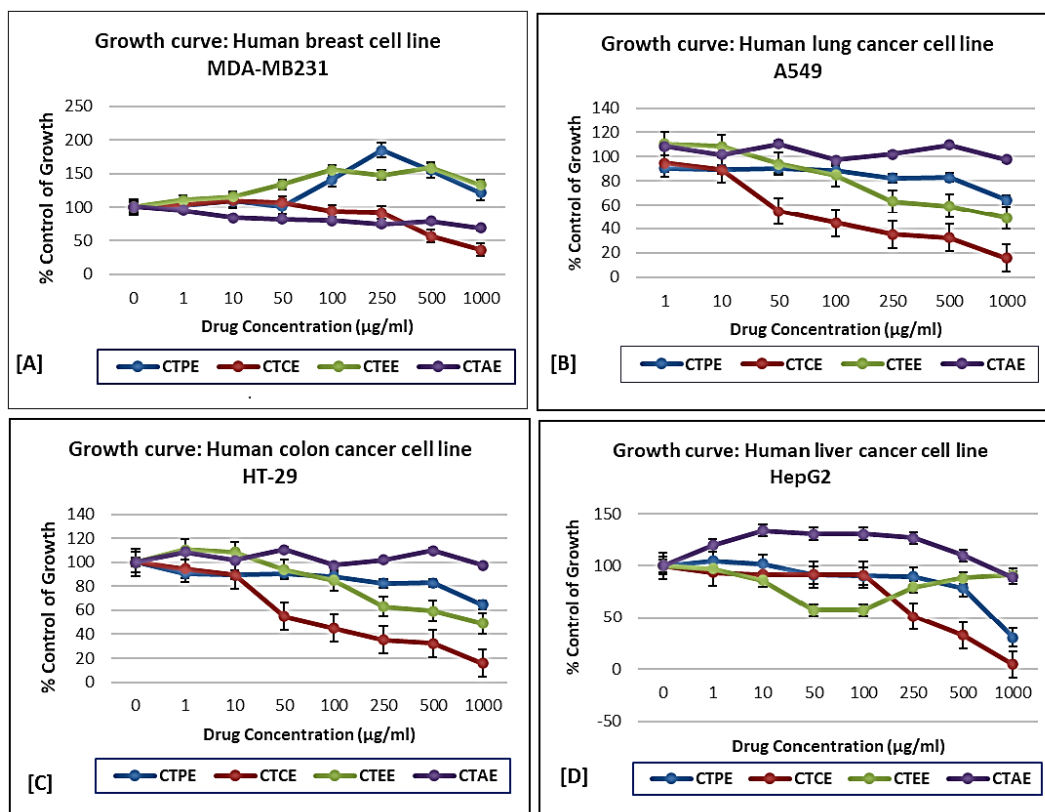 Growth curve: Human breast cell line
MDA-MB231
% Control of Growth
250
200
150
100
50
0
0 1 10 50 100 250 500 1000
Drug Concentration (µg/ml)
[A]
CTPE CTCE CTEE CTAE
Growth curve: Human lung cancer cell line
A549
% Control of Growth
140
120
100
80
60
40
20
0
1 10 50 100 250 500 1000
Drug Concentration (µg/ml)
[B]
CTPE CTCE CTEE CTAE
Growth curve: Human colon cancer cell line
HT-29
% Control of Growth
140
120
100
80
60
40
20
0
0 1 10 50 100 250 500 1000
Drug Concentration (µg/ml)
[C]
CTPE CTCE CTEE CTAE
Growth curve: Human liver cancer cell line
HepG2
% Control of Growth
150
100
50
0
-50
0 1 10 50 100 250 500 1000
Drug Concentration (µg/ml)
[D]
CTPE CTCE CTEE CTAE